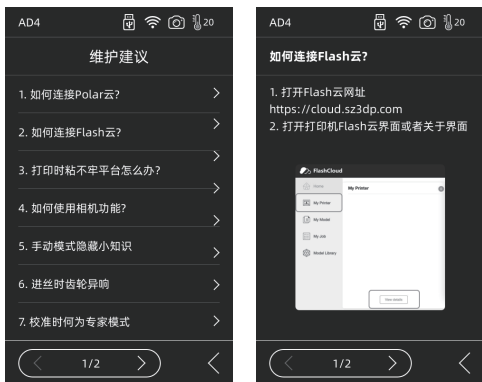 AD4
20
维护建议
1. 如何连接Polar云?
2. 如何连接Flash云?
3. 打印时粘不牢平台怎么办?
4. 如何使用相机功能?
5. 手动模式隐藏小知识
6. 进丝时齿轮异响
7. 校准时何为专家模式
1/2
AD4
20
如何连接Flash云?
1. 打开Flash云网址
https://cloud.sz3dp.com
2. 打开打印机Flash云界面或者关于界面
FlashCloud
Home
My Printer
My Printer
My Model
My Job
Model Library
View details
1/2